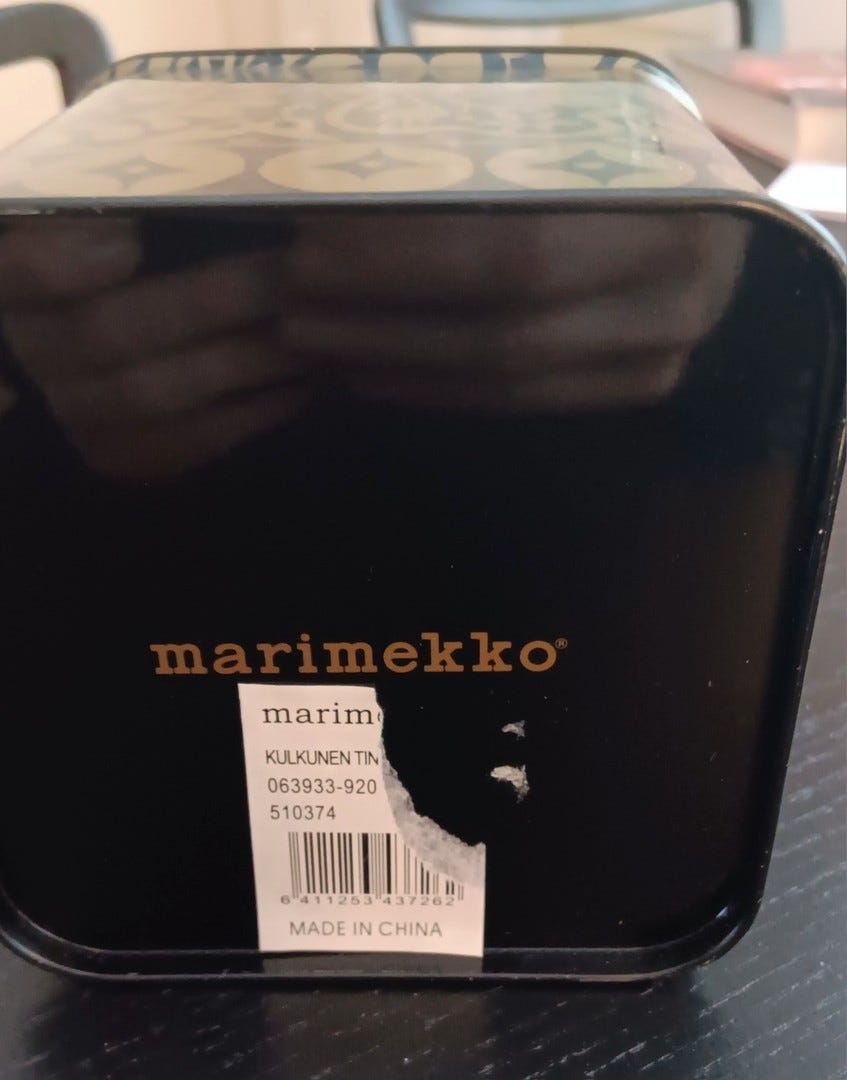 marimekko®
marim
KULKUNEN TIN
063933-920
510374
6 411253 437262
MADE IN CHINA